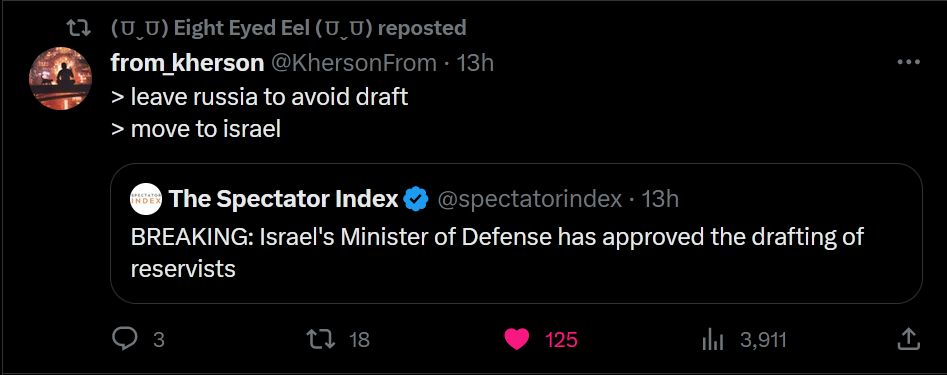 (ㆆ_ㆆ) Eight Eyed Eel (ㆆ_ㆆ) reposted
from_kherson @KhersonFrom · 13h
> leave russia to avoid draft
> move to israel
SPECTATOR
INDEX
The Spectator Index @spectatorindex · 13h
BREAKING: Israel's Minister of Defense has approved the drafting of
reservists
3 18 125 3,911